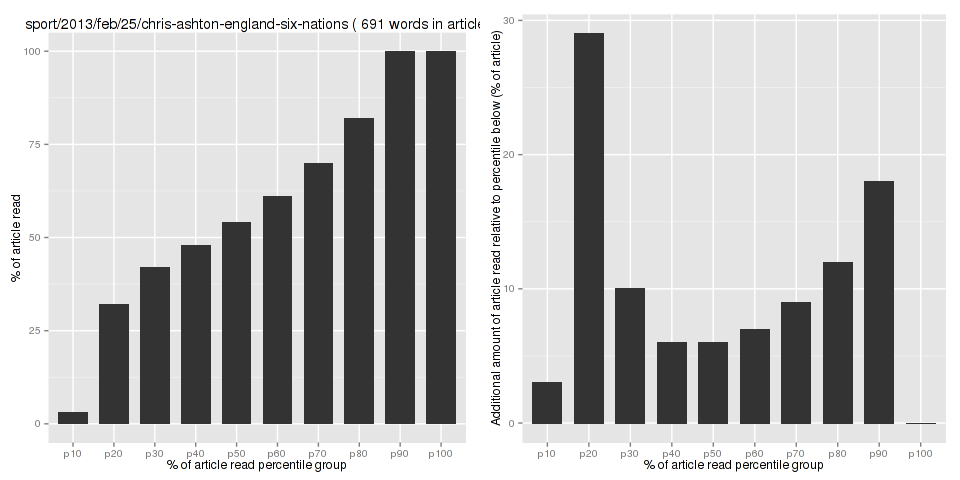 sport/2013/feb/25/chris-ashton-england-six-nations ( 691 words in article
100
75
50
25
0
% of article read
p10 p20 p30 p40 p50 p60 p70 p80 p90 p100
% of article read percentile group
30
20
10
0
Additional amount of article read relative to percentile below (% of article)
p10 p20 p30 p40 p50 p60 p70 p80 p90 p100
% of article read percentile group